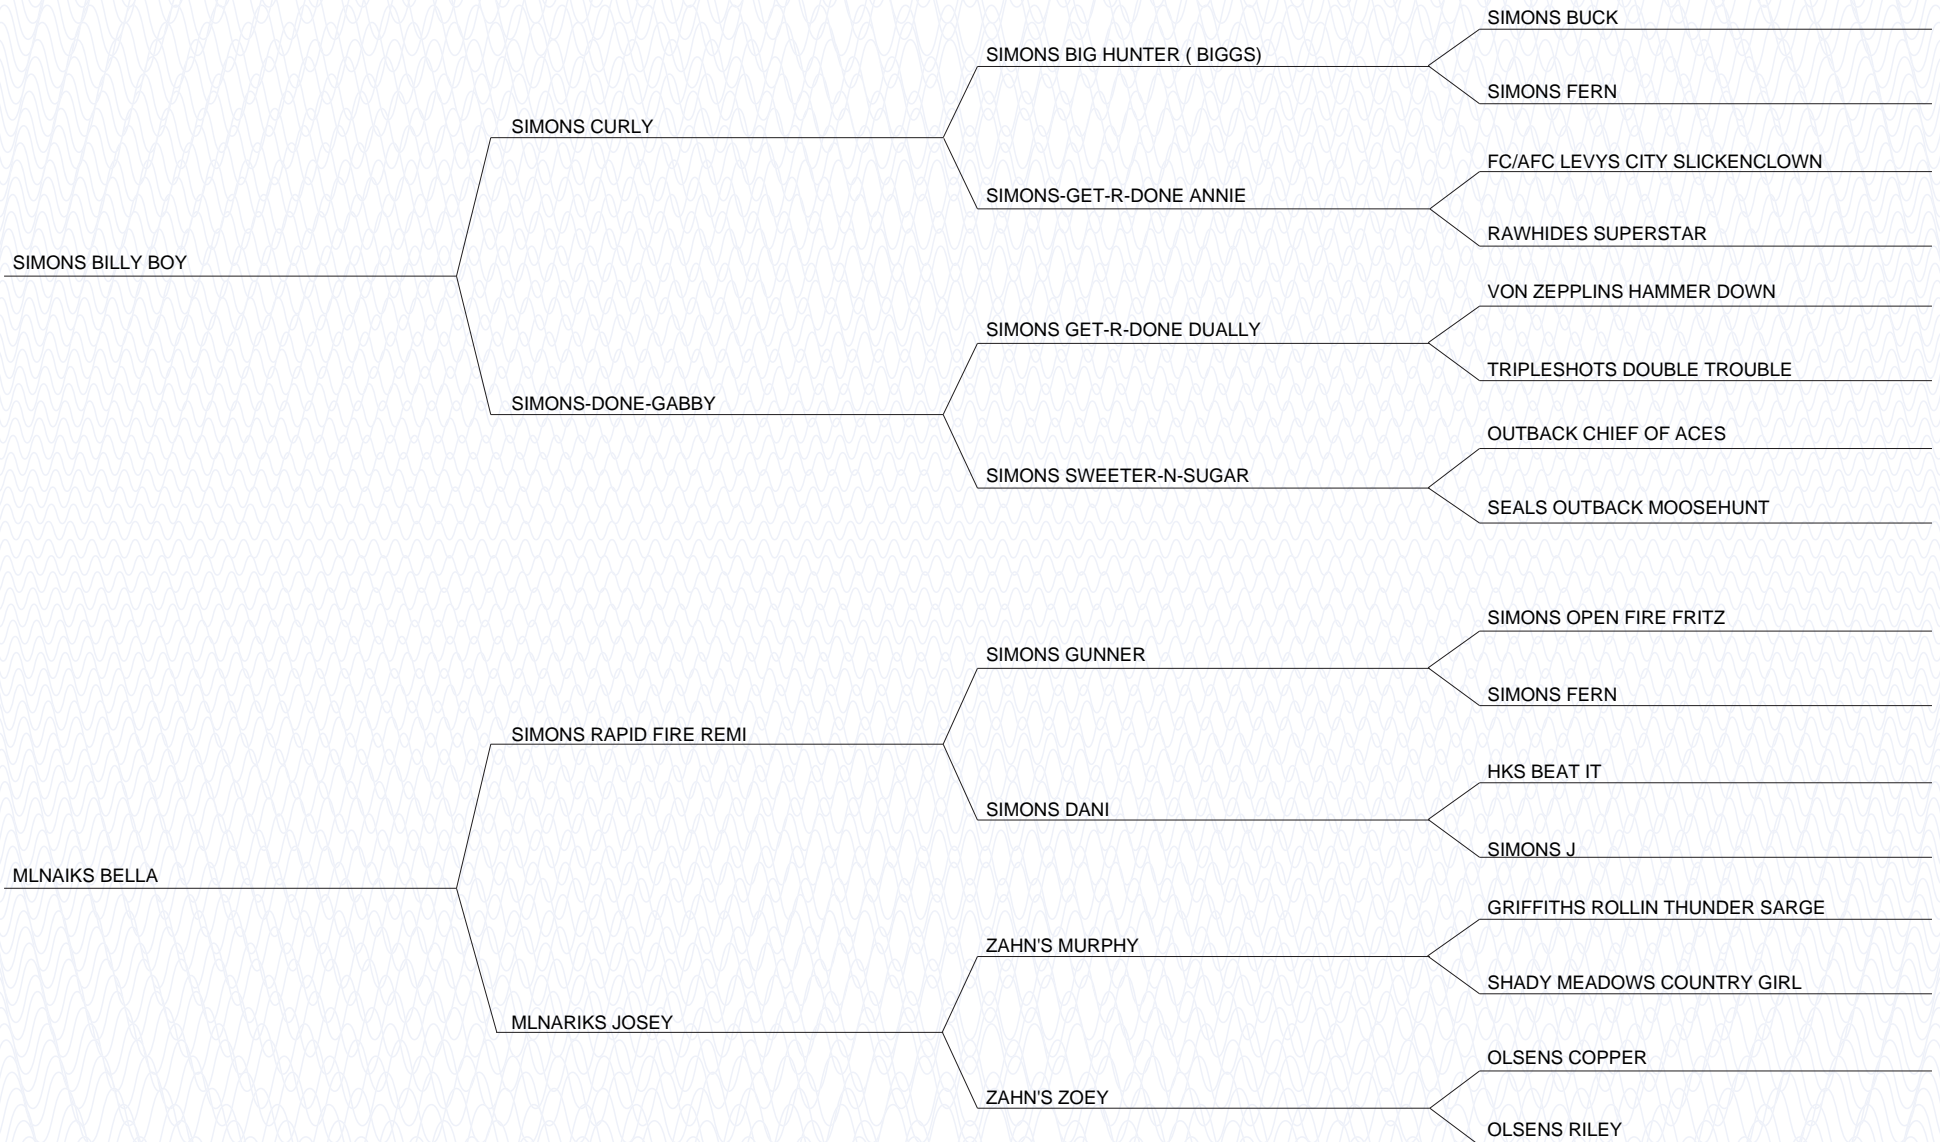 SIMONS BUCK
SIMONS BIG HUNTER ( BIGGS)
SIMONS FERN
SIMONS CURLY
FC/AFC LEVYS CITY SLICKENCLOWN
SIMONS-GET-R-DONE ANNIE
RAWHIDES SUPERSTAR
SIMONS BILLY BOY
VON ZEPPLINS HAMMER DOWN
SIMONS GET-R-DONE DUALLY
TRIPLESHOTS DOUBLE TROUBLE
SIMONS-DONE-GABBY
OUTBACK CHIEF OF ACES
SIMONS SWEETER-N-SUGAR
SEALS OUTBACK MOOSEHUNT
SIMONS OPEN FIRE FRITZ
SIMONS GUNNER
SIMONS FERN
SIMONS RAPID FIRE REMI
HKS BEAT IT
SIMONS DANI
SIMONS J
MLNAIKS BELLA
GRIFFITHS ROLLIN THUNDER SARGE
ZAHN'S MURPHY
SHADY MEADOWS COUNTRY GIRL
MLNARIKS JOSEY
OLSENS COPPER
ZAHN'S ZOEY
OLSENS RILEY